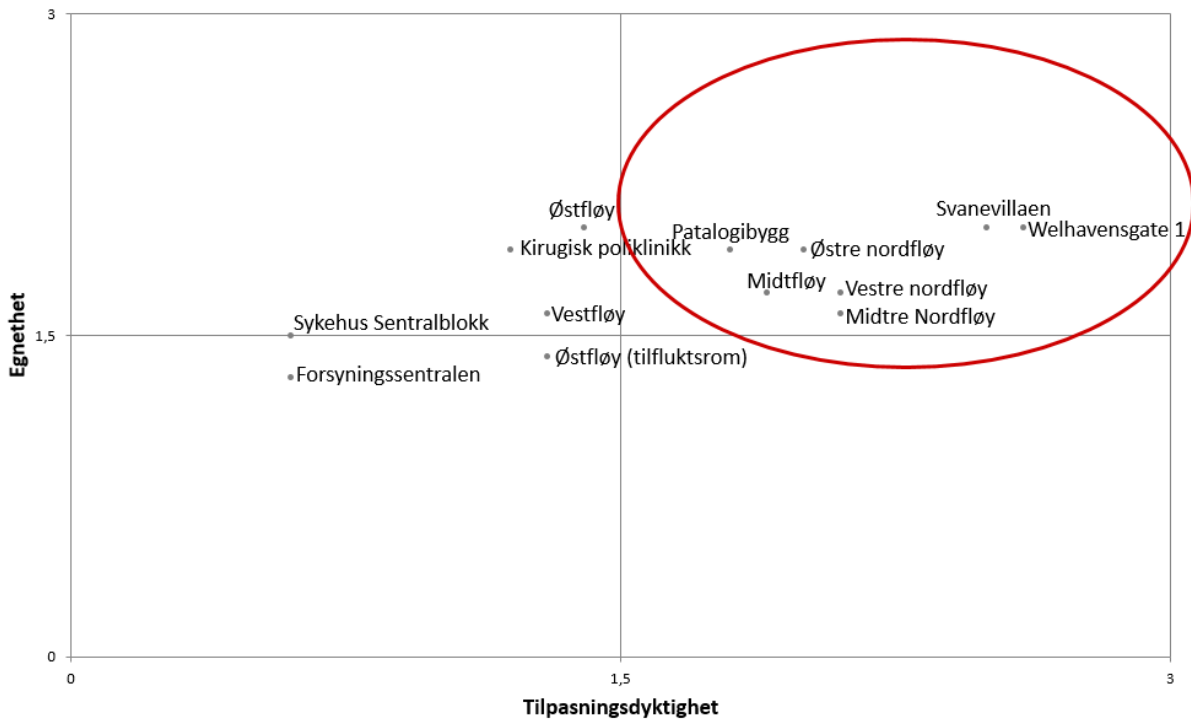 3
Østfløy
Svanevillaen
Patalogibygg
Welhavensgate 1
Kirugisk poliklinikk
Østre nordfløy
Midtfløy
Vestre nordfløy
Sykehus Sentralblokk
Vestfløy
Midtre Nordfløy
1,5
Østfløy (tilfluktsrom)
Forsyningssentralen
Egnethet
0
0
1,5
3
Tilpasningsdyktighet